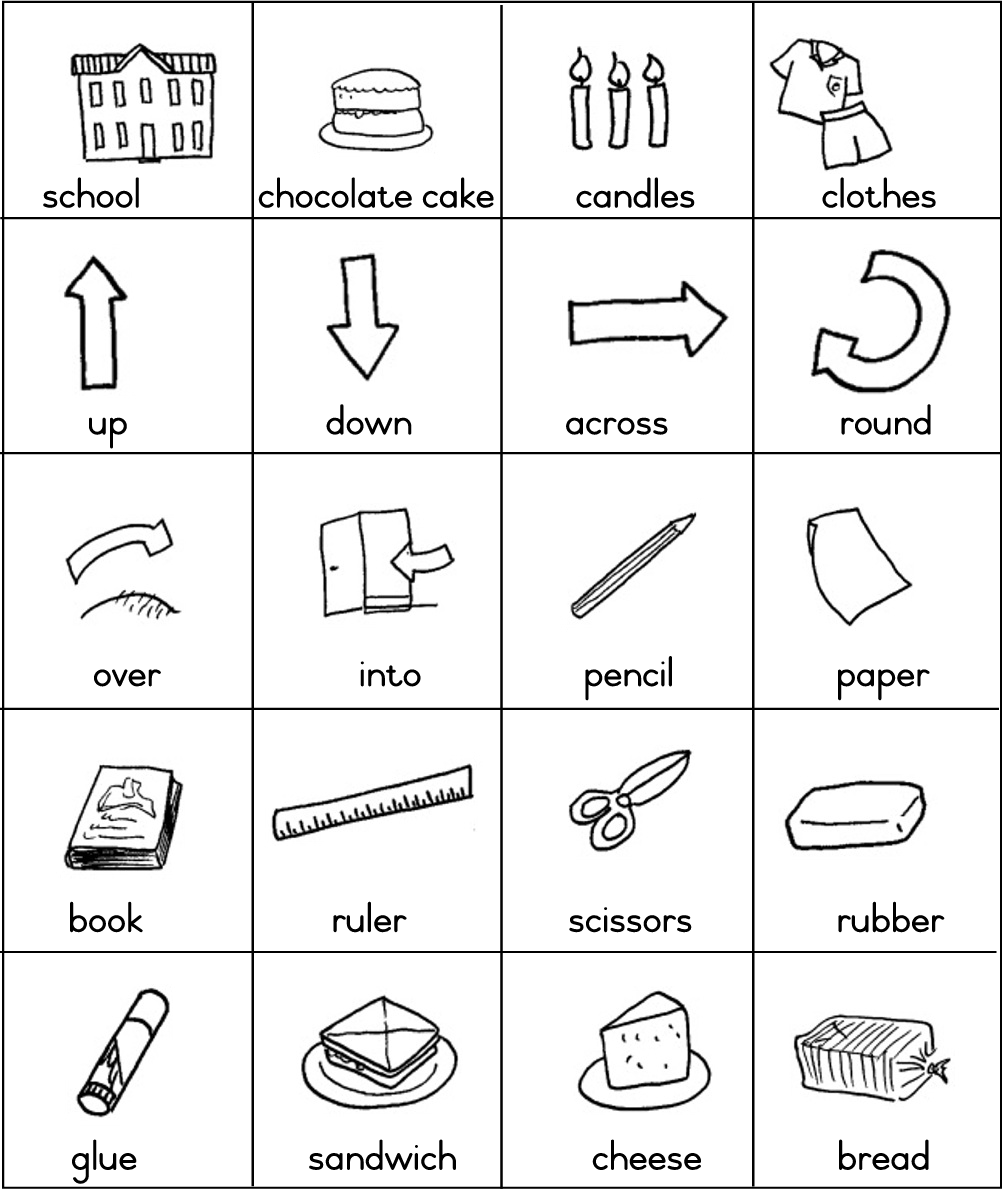 school
chocolate cake
candles
clothes
up
down
across
round
over
into
pencil
paper
book
ruler
scissors
rubber
glue
sandwich
cheese
bread